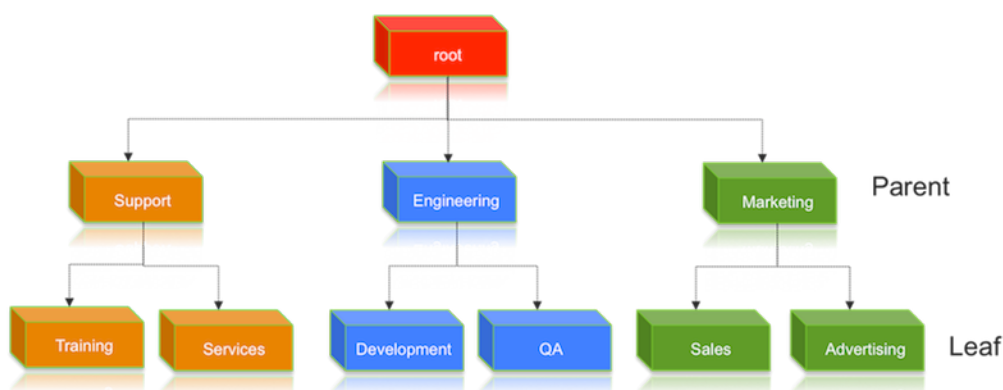 root
Support
Engineering
Marketing
Parent
Training
Services
Development
QA
Sales
Advertising
Leaf